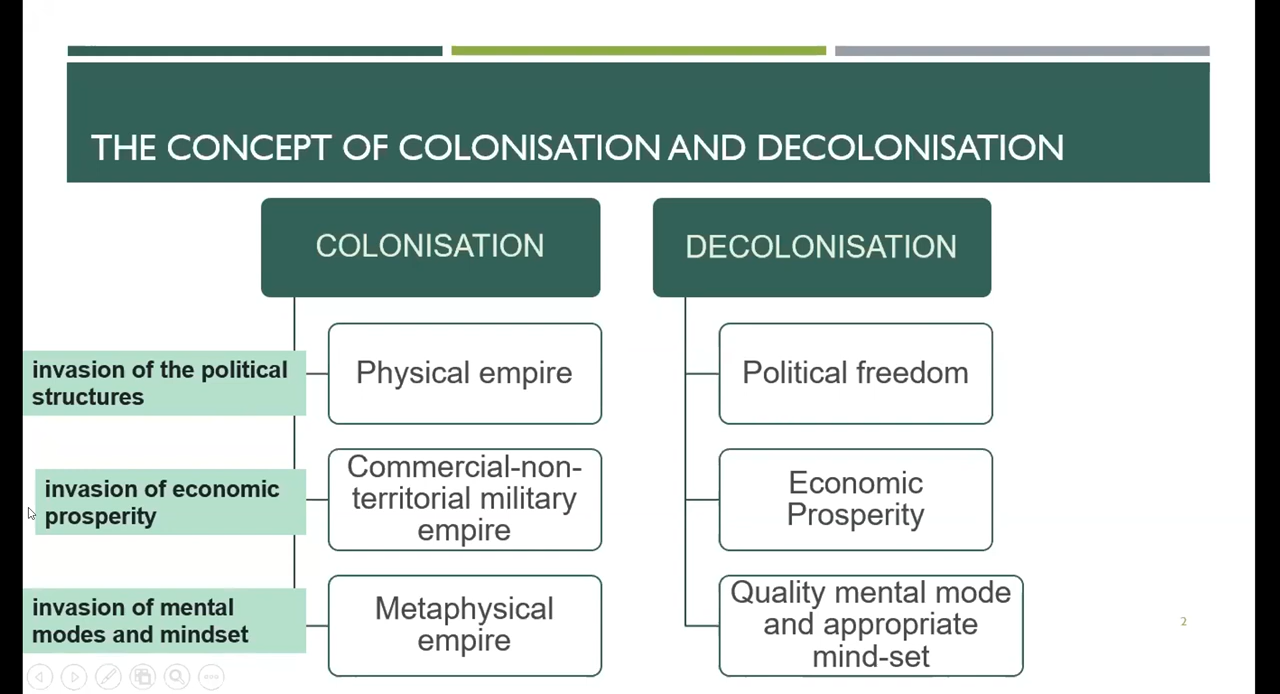 THE CONCEPT OF COLONISATION AND DECOLONISATION
COLONISATION
DECOLONISATION
invasion of the political
structures
Physical empire
Political freedom
invasion of economic
prosperity
Commercial-non-
territorial military
empire
Economic
Prosperity
invasion of mental
modes and mindset
Metaphysical
empire
Quality mental mode
and appropriate
mind-set
2